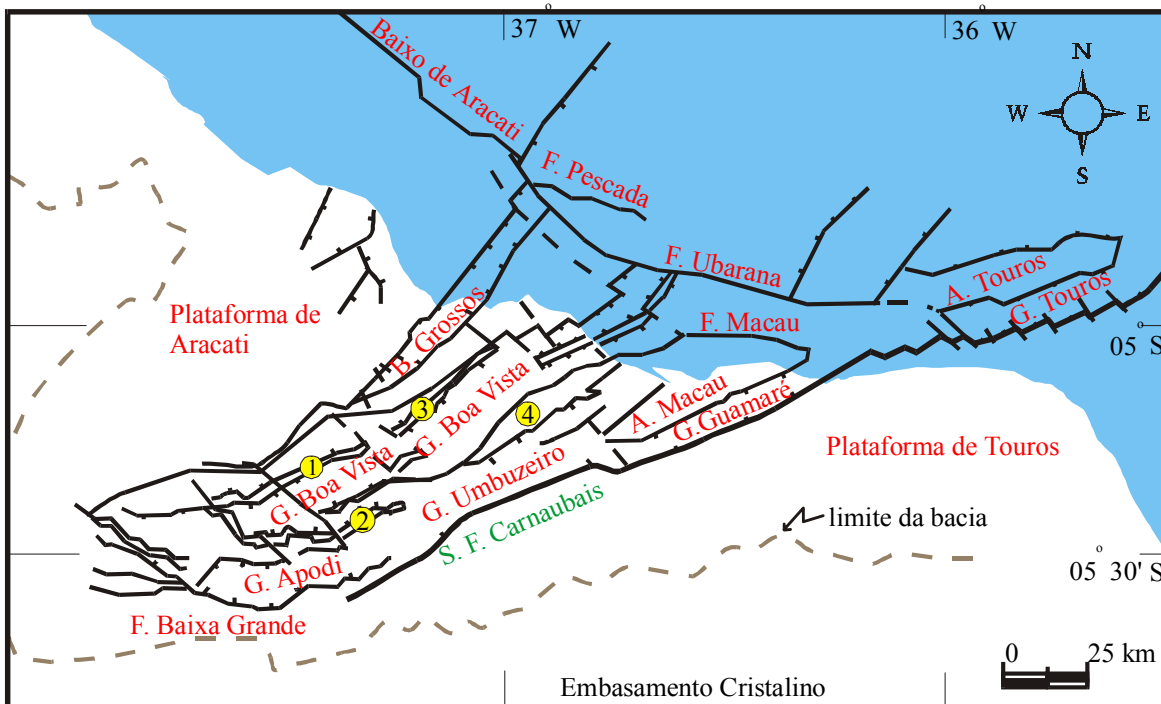 37° W
36° W
Baixo de Aracati
N
W
E
S
F. Pescada
F. Ubarana
A. Touros
G. Touros
Plataforma de
Aracati
B. Grossos
F. Macau
05° S
G. Boa Vista
3
4
A. Macau
G.Guamaré
1
G. Boa Vista
2
G. Umbuzeiro
Plataforma de Touros
S. F. Carnaubais
limite da bacia
G. Apodi
05° 30' S
F. Baixa Grande
0
25 km
Embasamento Cristalino